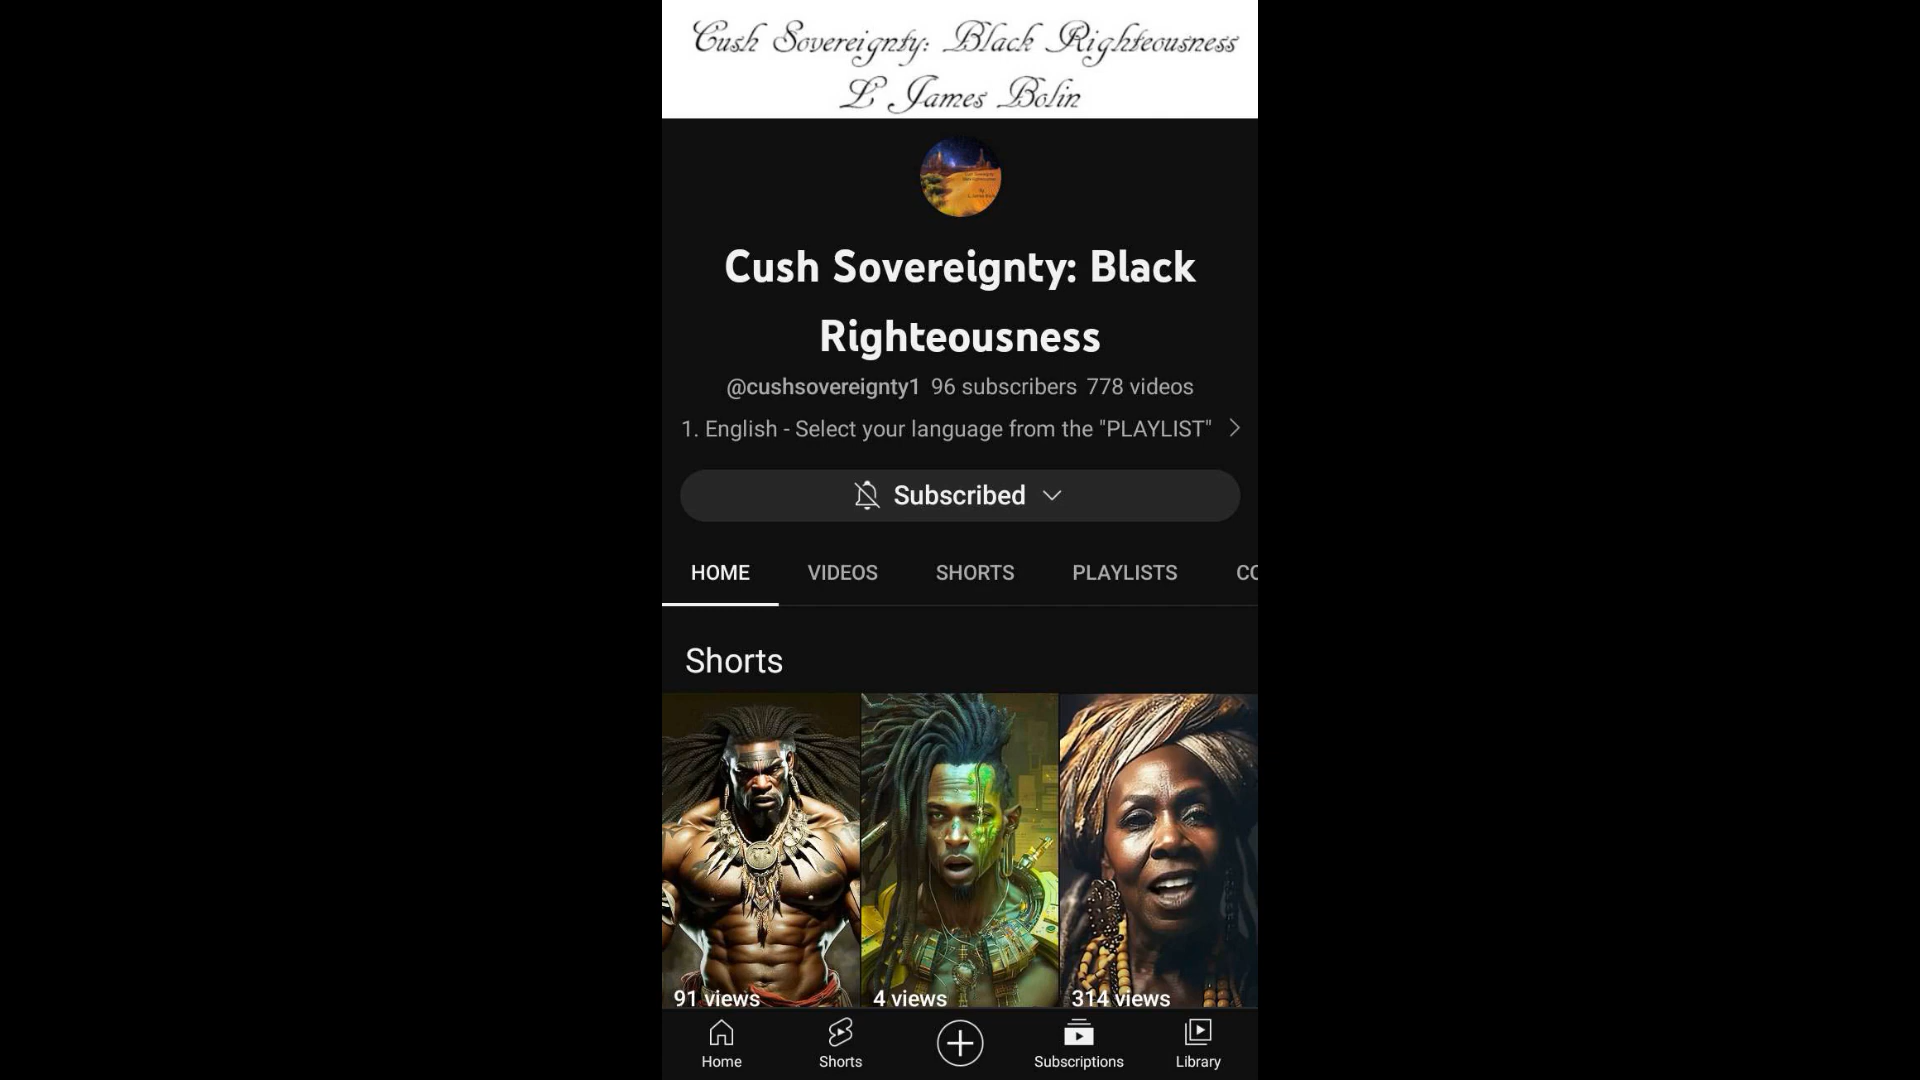 Cush Sovereignty: Black Righteousness
L James Bolin
Cush Sovereignty: Black
Righteousness
@cushsovereignty1 96 subscribers 778 videos
1. English - Select your language from the "PLAYLIST"
Subscribed
HOME VIDEOS SHORTS PLAYLISTS CO
Shorts
91 views 4 views 314 views
Home Shorts Subscriptions Library